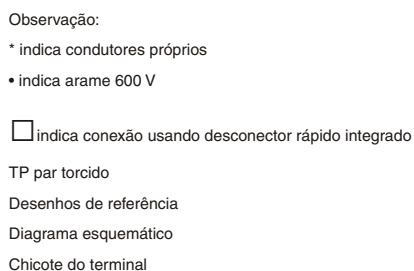 Observação:
* indica condutores próprios
• indica arame 600 V
□ indica conexão usando desconector rápido integrado
TP par torcido
Desenhos de referência
Diagrama esquemático
Chicote do terminal